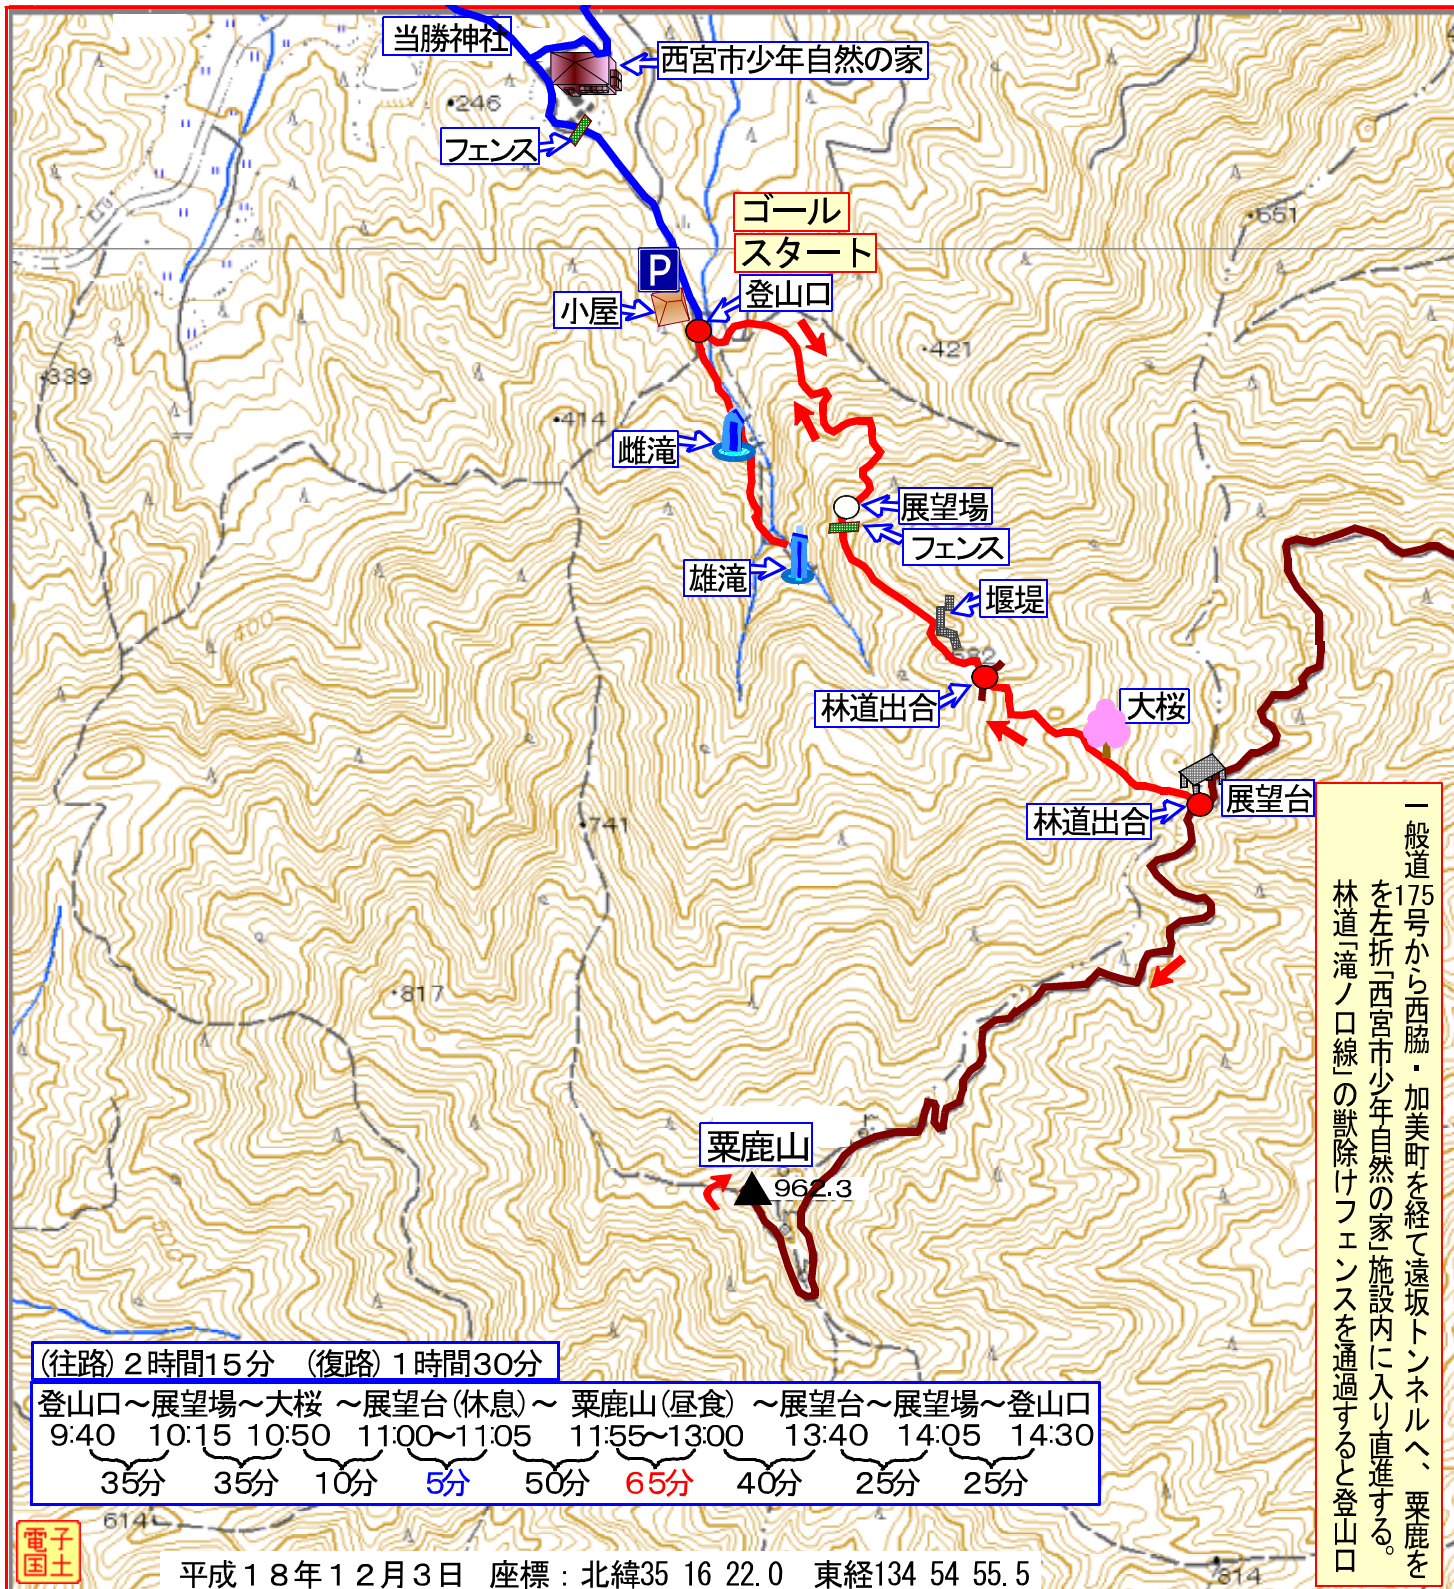 当勝神社
西宮市少年自然の家
・246
フェンス
ゴール
スタート
・551
P
登山口
小屋
・421
・339
・414
雌滝
展望場
フェンス
雄滝
堰堤
582
林道出合
大桜
展望台
林道出合
・741
・817
粟鹿山
962.3
一般道175号から西脇・加美町を経て遠坂トンネルへ、粟鹿を
を左折「西宮市少年自然の家」施設内に入り直進する。
林道「滝ノ口線」の獣除けフェンスを通過すると登山口
(往路)２時間15分 (復路)１時間30分
登山口～展望場～大桜 ～展望台(休息)～ 粟鹿山(昼食) ～展望台～展望場～登山口
9:40 10:15 10:50 11:00～11:05 11:55～13:00 13:40 14:05 14:30
35分 35分 10分 5分 50分 65分 40分 25分 25分
614
電子
国土
平成１８年１２月３日 座標：北緯35 16 22.0 東経134 54 55.5
814